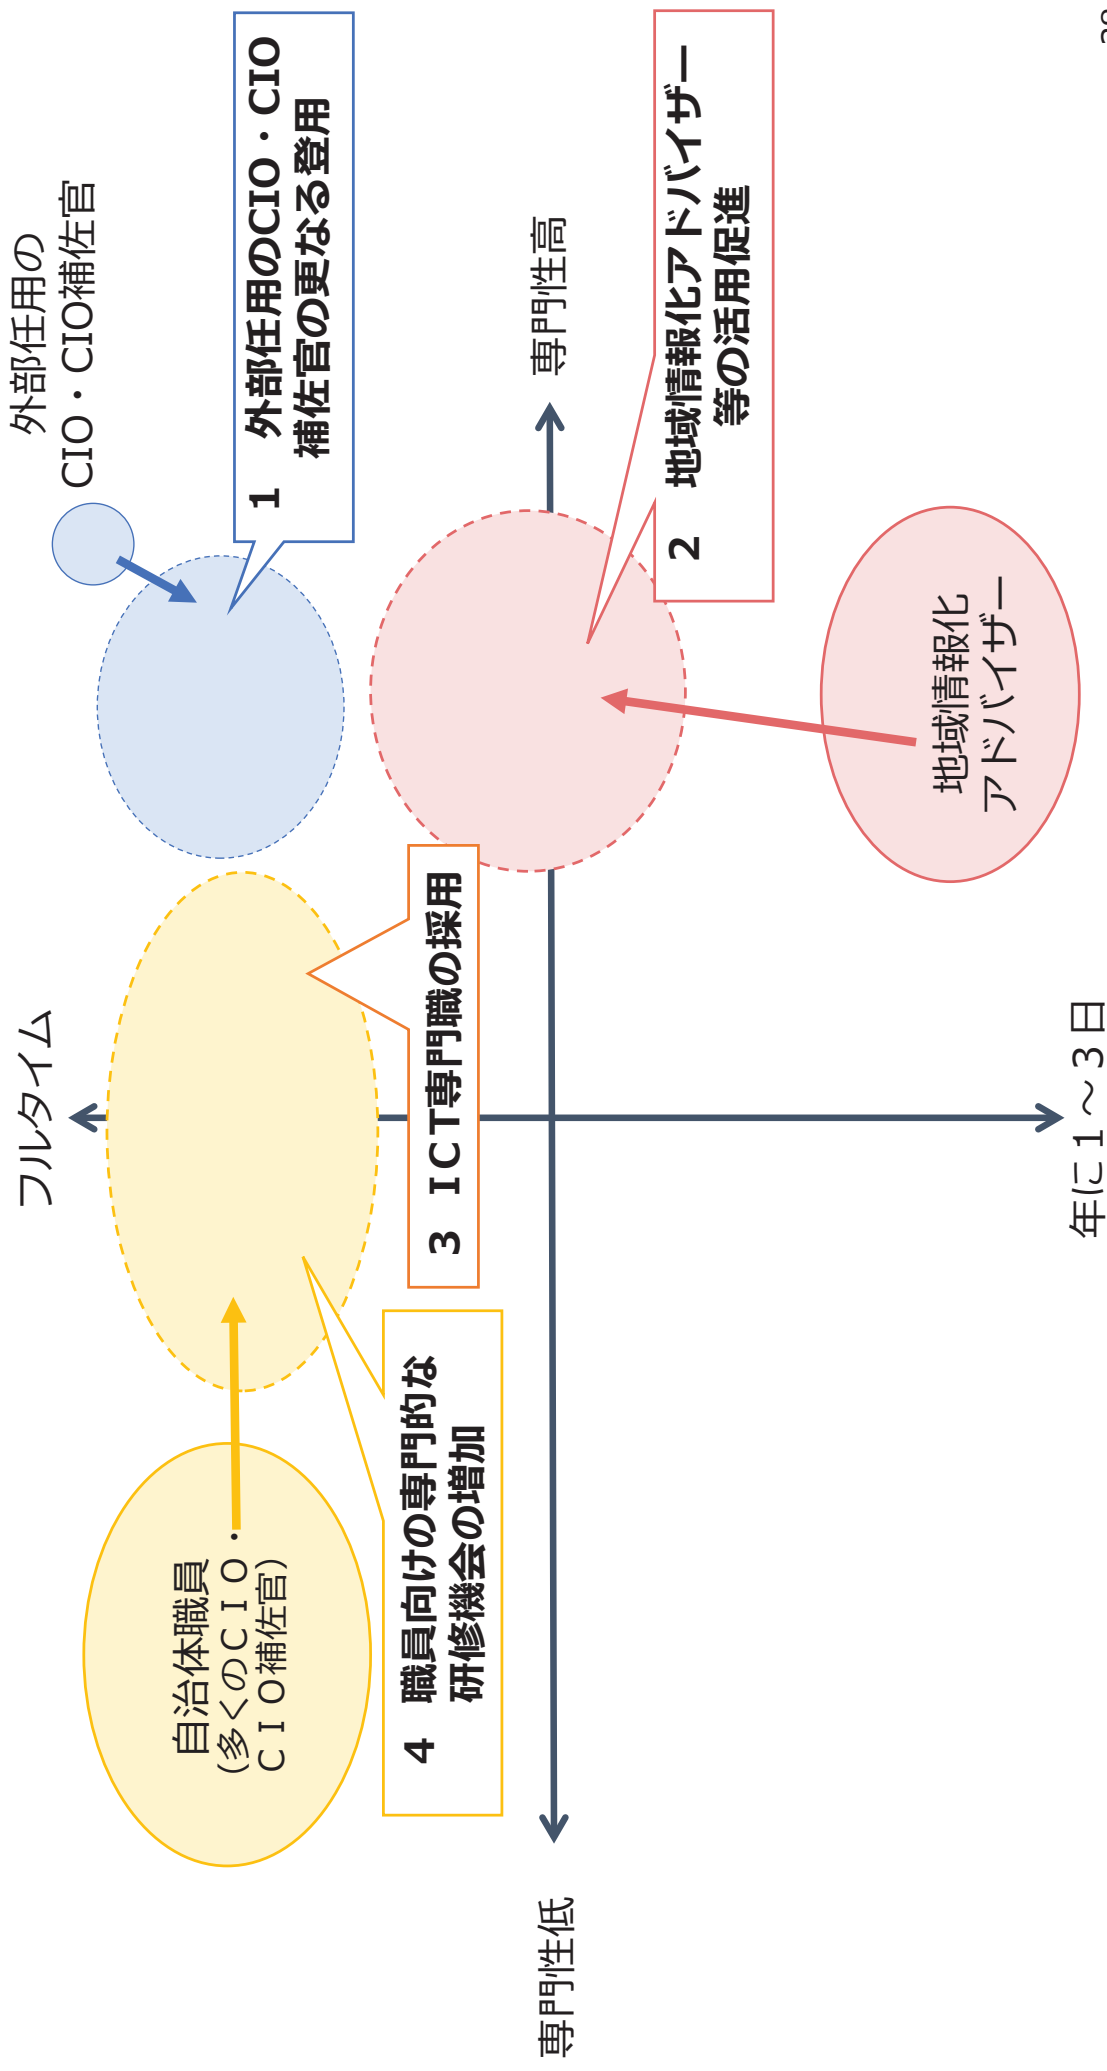 フルタイム
外部任用の
CIO・CIO補佐官
1　外部任用のCIO・CIO
補佐官の更なる登用
自治体職員
(多くのＣＩＯ・
ＣＩＯ補佐官)
4　職員向けの専門的な
研修機会の増加
3　ＩＣＴ専門職の採用
専門性低
専門性高
2　地域情報化アドバイザー
等の活用促進
地域情報化
アドバイザー
年に１～３日